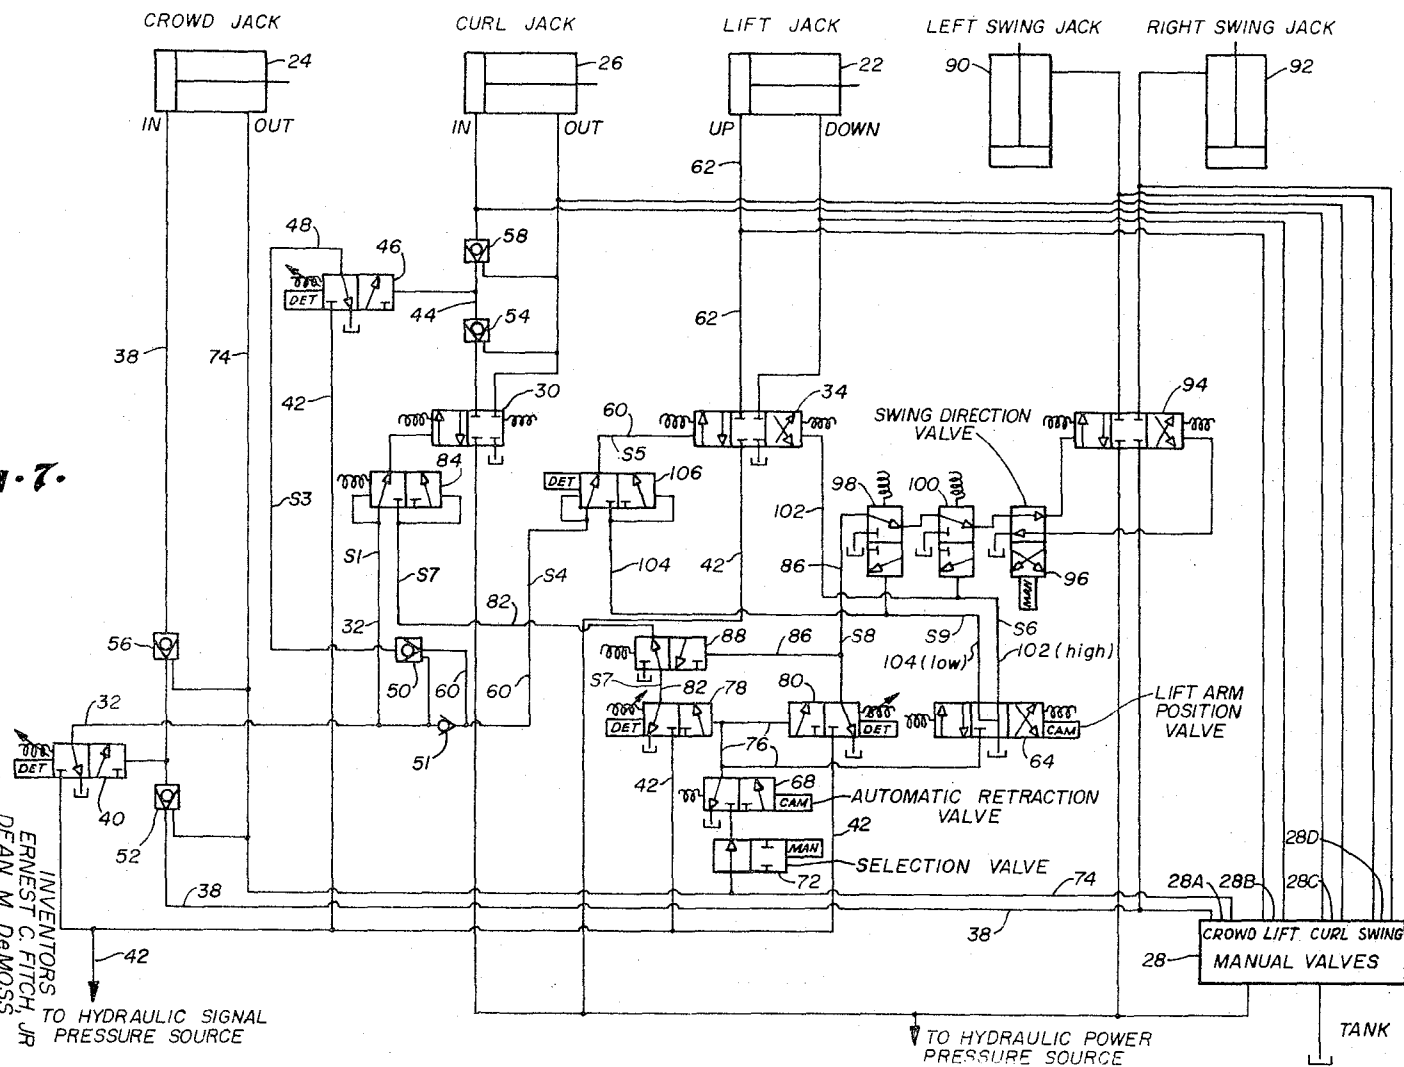 CROWD JACK
CURL JACK
LIFT JACK
LEFT SWING JACK
RIGHT SWING JACK
24
26
22
90
92
IN
OUT
IN
OUT
UP
DOWN
62
48
46
58
44
54
62
38
74
42
30
60
34
SWING DIRECTION
VALVE
94
DET
S5
84
DET
106
98
100
g.7.
S3
102
S1
S7
S4
104
42
86
96
MAN
82
32
88
86
S8
S9
S6
104 (low)
102 (high)
56
50
60
60
S7
82
78
80
LIFT ARM
POSITION
VALVE
32
DET
DET
CAM
51
76
64
DET
40
42
68
CAM
AUTOMATIC RETRACTION
VALVE
52
42
MAN
SELECTION VALVE
72
28D
38
74
28A
28B
28C
38
CROWD LIFT CURL SWING
28
MANUAL VALVES
42
INVENTORS
ERNEST C. FITCH, JR
DEAN M. DeMOSS
TO HYDRAULIC SIGNAL
PRESSURE SOURCE
TO HYDRAULIC POWER
PRESSURE SOURCE
TANK